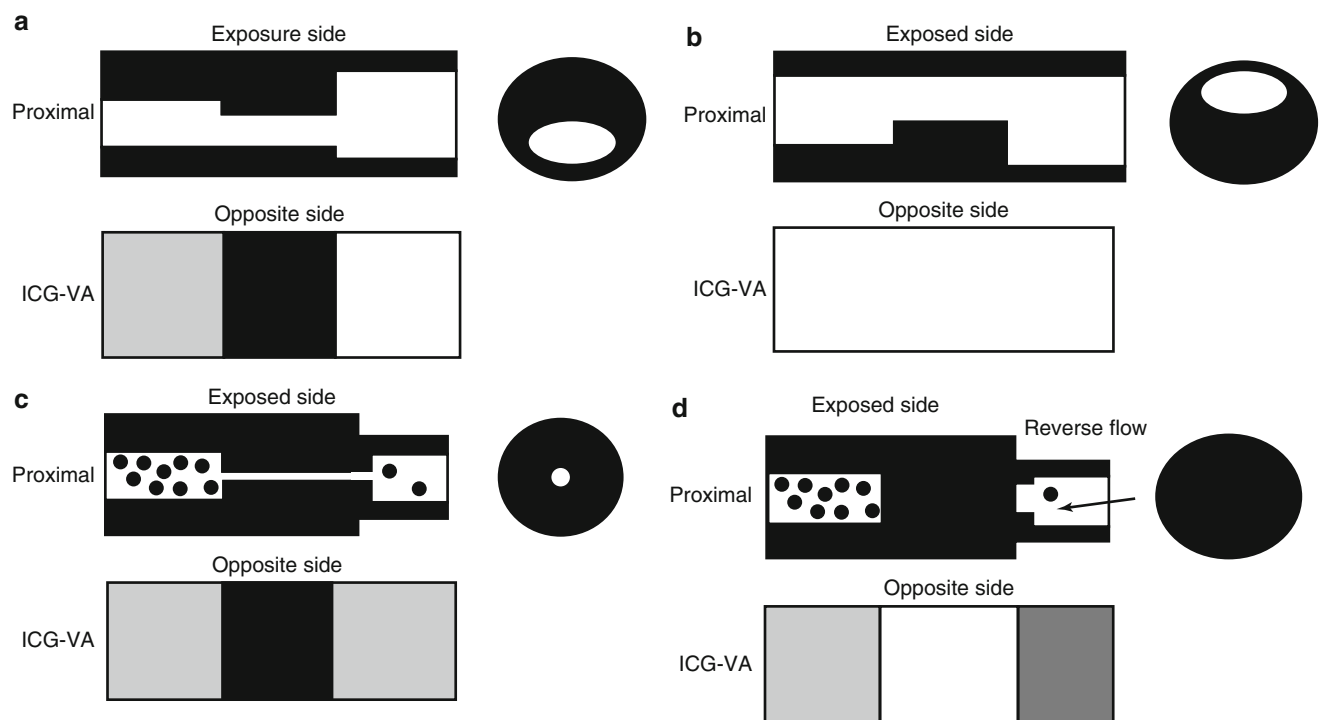 a
Exposure side
Proximal
Opposite side
ICG-VA
b
Exposed side
Proximal
Opposite side
ICG-VA
c
Exposed side
Proximal
Opposite side
ICG-VA
d
Exposed side
Reverse flow
Proximal
Opposite side
ICG-VA